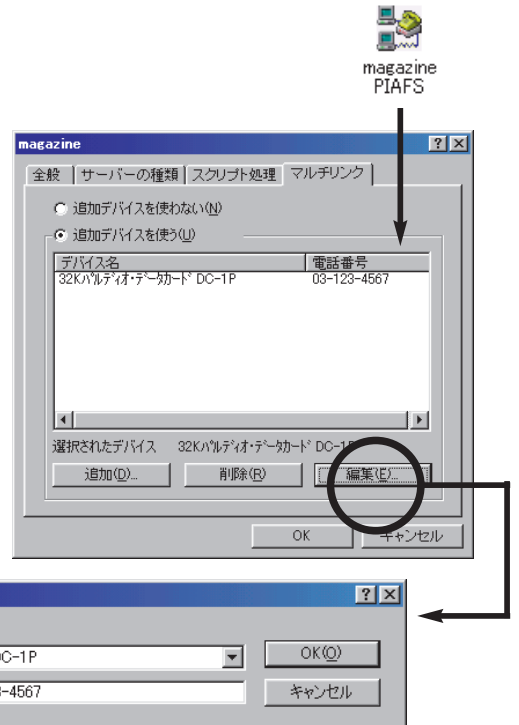 magazine
PIAFS
magazine
全般 サーバーの種類 スクリプト処理 マルチリンク
追加デバイスを使わない(N)
追加デバイスを使う(U)
デバイス名 電話番号
32Kパルディオ・データカード DC-1P 03-123-4567
選択されたデバイス 32Kパルディオ・データカード DC-1P
追加(D)... 削除(R) 編集(E)...
OK キャンセル
DC-1P OK(O)
3-4567 キャンセル